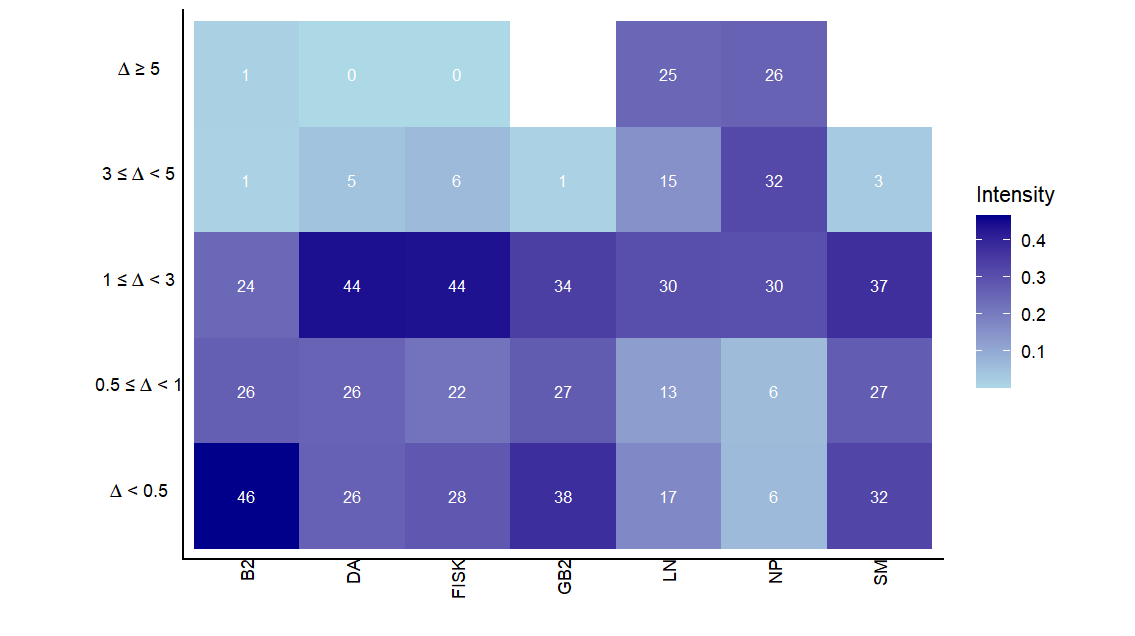 Δ ≥ 5
1 0 0 25 26
3 ≤ Δ < 5
1 5 6 1 15 32 3
1 ≤ Δ < 3
24 44 44 34 30 30 37
0.5 ≤ Δ < 1
26 26 22 27 13 6 27
Δ < 0.5
46 26 28 38 17 6 32
B2 DA FISK GB2 LN NP SM
Intensity
0.4
0.3
0.2
0.1